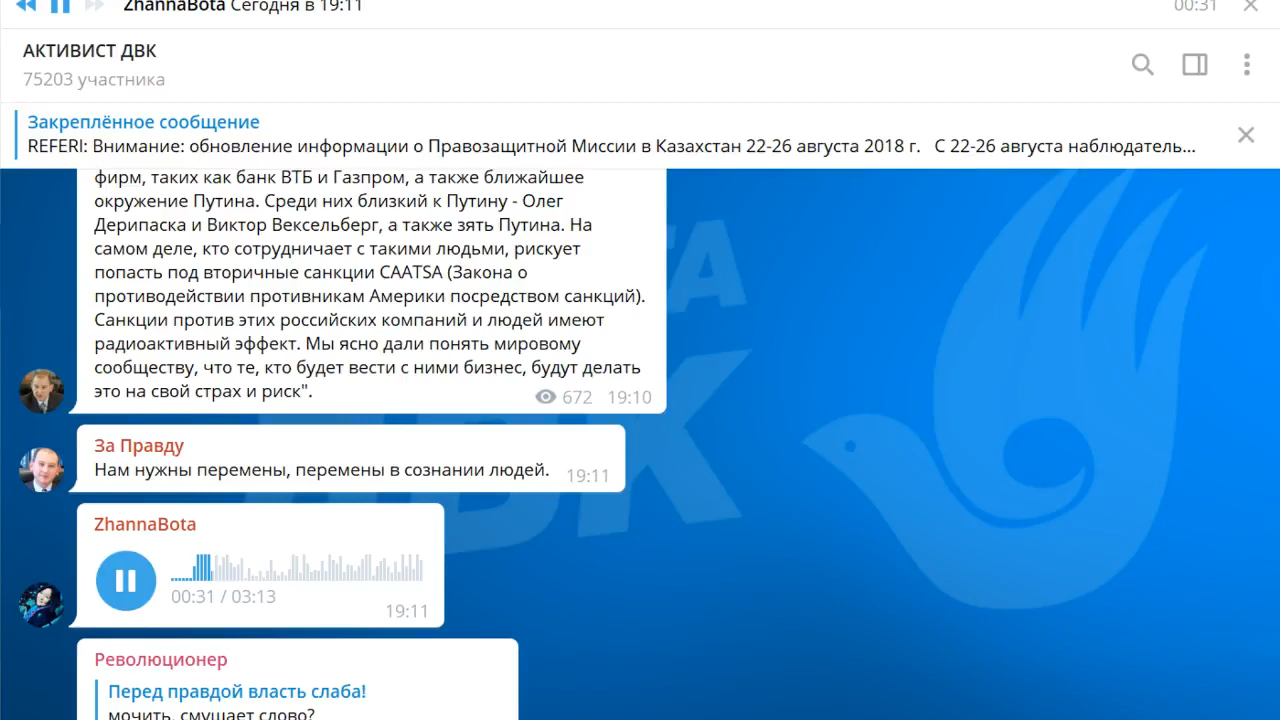 ZhannaBota Сегодня в 19:11
00:31
АКТИВИСТ ДВК
75203 участника
Закреплённое сообщение
REFERI: Внимание: обновление информации о Правозащитной Миссии в Казахстан 22-26 августа 2018 г. С 22-26 августа наблюдатель...
фирм, таких как банк ВТБ и Газпром, а также ближайшее
окружение Путина. Среди них близкий к Путину - Олег
Дерипаска и Виктор Вексельберг, а также зять Путина. На
самом деле, кто сотрудничает с такими людьми, рискует
попасть под вторичные санкции CAATSA (Закона о
противодействии противникам Америки посредством санкций).
Санкции против этих российских компаний и людей имеют
радиоактивный эффект. Мы ясно дали понять мировому
сообществу, что те, кто будет вести с ними бизнес, будут делать
это на свой страх и риск".
672 19:10
За Правду
Нам нужны перемены, перемены в сознании людей.
19:11
ZhannaBota
00:31 / 03:13
19:11
Революционер
Перед правдой власть слаба!
мочить, смущает слово?